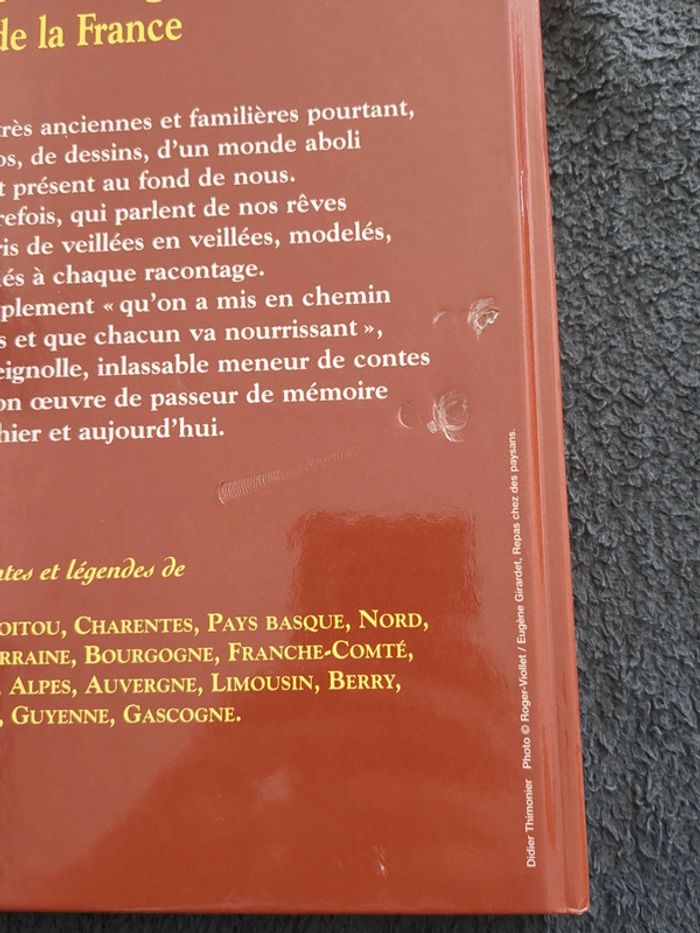 de la France
très anciennes et familières pourtant,
os, de dessins, d'un monde aboli
t présent au fond de nous.
refois, qui parlent de nos rêves
ris de veillées en veillées, modelés,
és à chaque racontage.
plement « qu'on a mis en chemin
s et que chacun va nourrissant »,
eignolle, inlassable meneur de contes
on œuvre de passeur de mémoire
hier et aujourd'hui.
tes et légendes de
OITOU, CHARENTES, PAYS BASQUE, NORD,
RRAINE, BOURGOGNE, FRANCHE-COMTÉ,
, ALPES, AUVERGNE, LIMOUSIN, BERRY,
, GUYENNE, GASCOGNE.
Didier Thimonier Photo © Roger-Viollet / Eugène Girardet, Repas chez des paysans.